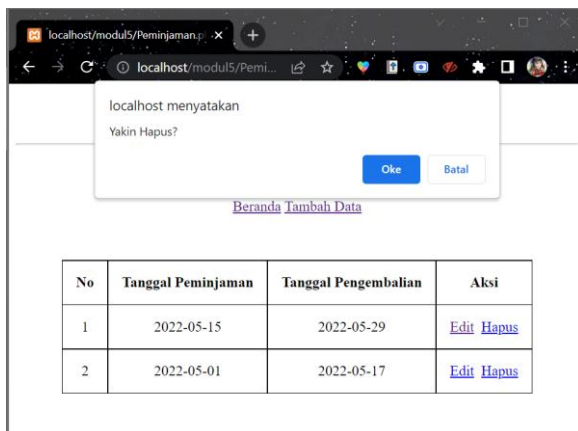 localhost/modul5/Peminjaman.p
localhost/modul5/Pemi...
localhost menyatakan
Yakin Hapus?
Oke Batal
Beranda Tambah Data
No Tanggal Peminjaman Tanggal Pengembalian Aksi
1 2022-05-15 2022-05-29 Edit Hapus
2 2022-05-01 2022-05-17 Edit Hapus